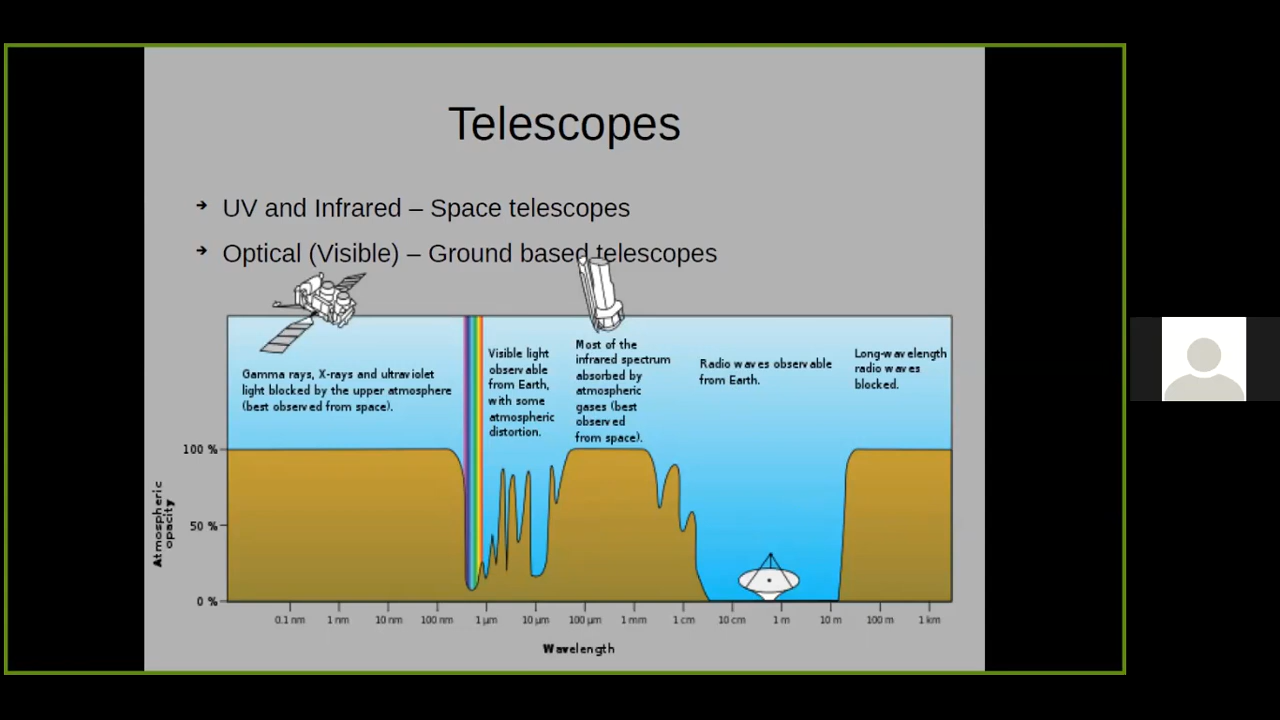 Telescopes
UV and Infrared – Space telescopes
Optical (Visible) – Ground based telescopes
Gamma rays, X-rays and ultraviolet
light blocked by the upper atmosphere
(best observed from space).
Visible light
observable
from Earth,
with some
atmospheric
distortion.
Most of the
infrared spectrum
absorbed by
atmospheric
gases (best
observed
from space).
Radio waves observable
from Earth.
Long-wavelength
radio waves
blocked.
Atmospheric
opacity
100 %
50 %
0 %
0.1 nm 1 nm 10 nm 100 nm 1 μm 10 μm 100 μm 1 mm 1 cm 10 cm 1 m 10 m 100 m 1 km
Wavelength